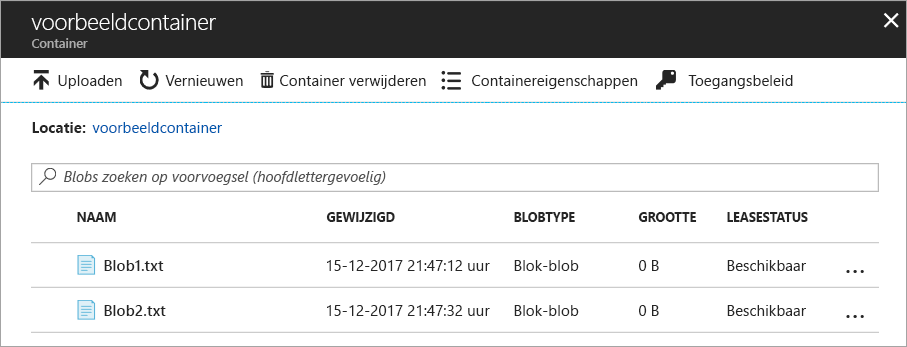 voorbeeldcontainer
Container
Uploaden Vernieuwen Container verwijderen Containereigenschappen Toegangsbeleid
Locatie: voorbeeldcontainer
Blobs zoeken op voorvoegsel (hoofdlettergevoelig)
NAAM GEWIJZIGD BLOBTYPE GROOTTE LEASESTATUS
Blob1.txt 15-12-2017 21:47:12 uur Blok-blob 0 B Beschikbaar ...
Blob2.txt 15-12-2017 21:47:32 uur Blok-blob 0 B Beschikbaar ...